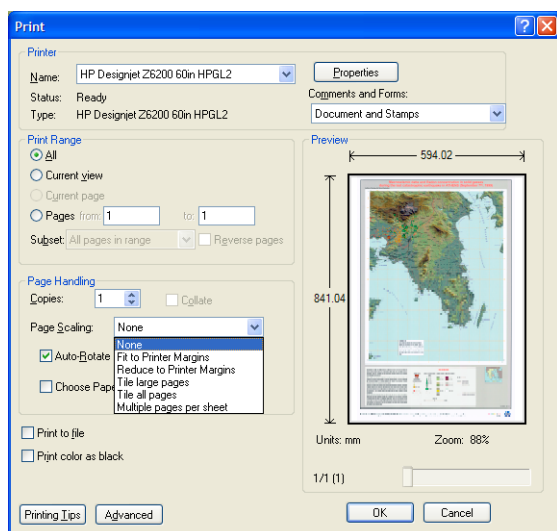 Print
Printer
Name: HP Designjet Z6200 60in HPGL2 Properties
Status: Ready Comments and Forms:
Type: HP Designjet Z6200 60in HPGL2 Document and Stamps
Print Range Preview
All 594.02
Current view
Current page
Pages from: 1 to: 1
Subset: All pages in range Reverse pages
Page Handling
Copies: 1 Collate 841.04
Page Scaling: None
None
Auto-Rotate Fit to Printer Margins
Reduce to Printer Margins
Tile large pages
Choose Pape Tile all pages
Multiple pages per sheet
Print to file Units: mm Zoom: 88%
Print color as black
1/1 (1)
Printing Tips Advanced OK Cancel